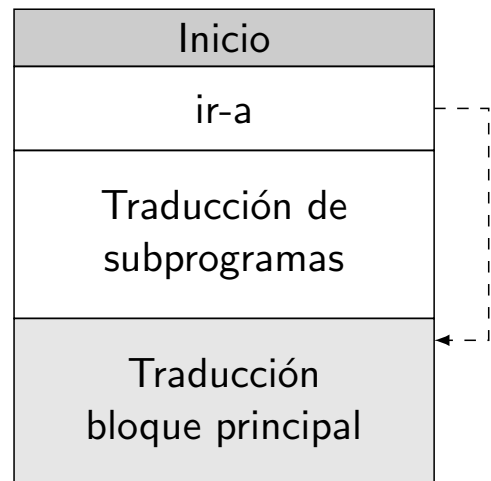 Inicio
ir-a
Traducción de
subprogramas
Traducción
bloque principal